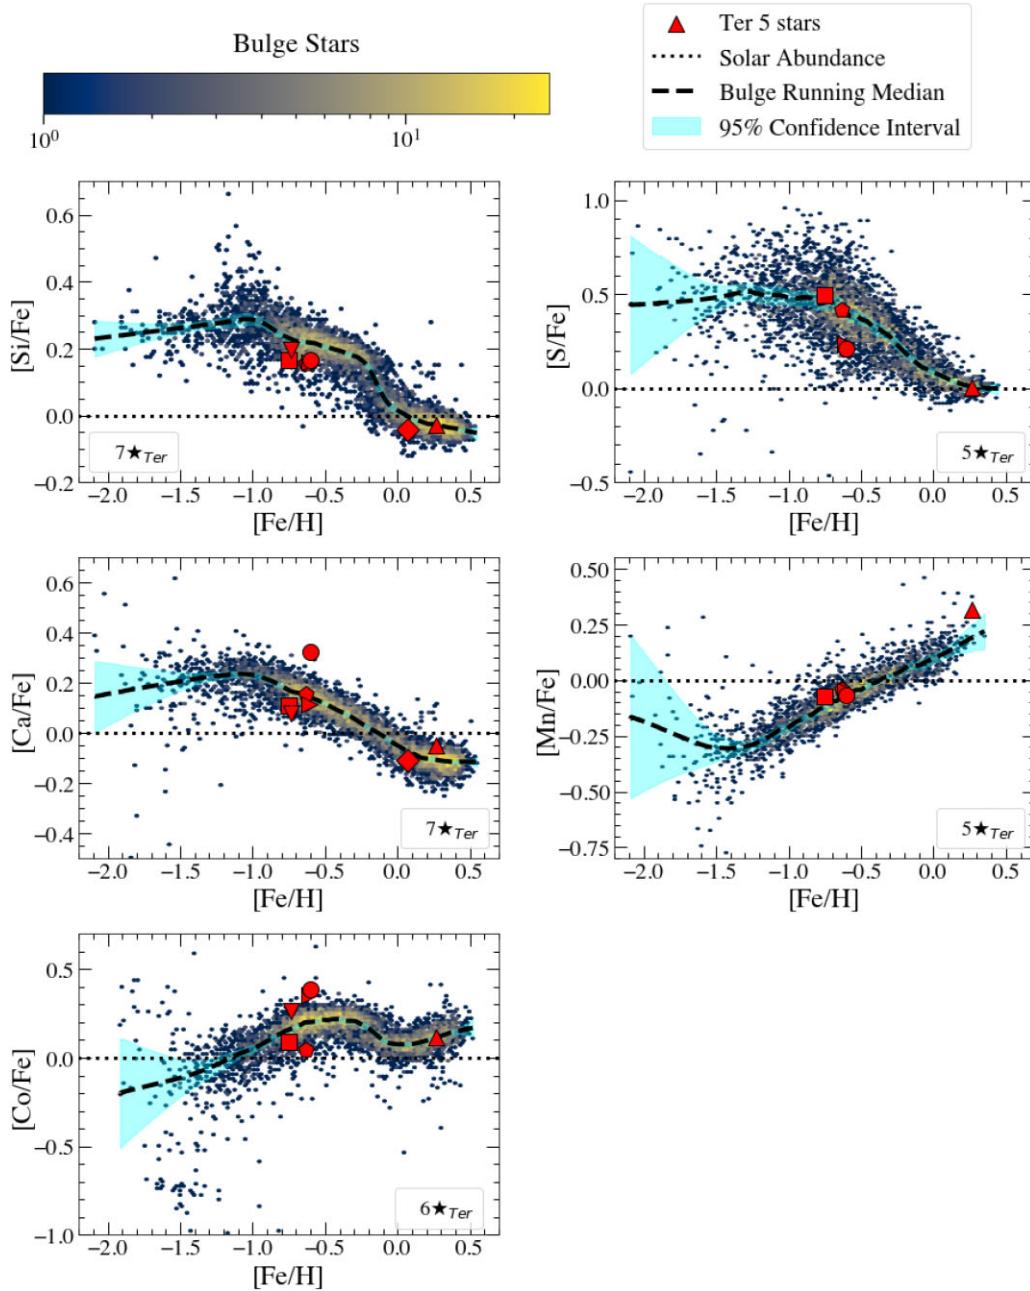 Bulge Stars
10⁰ 10¹
Ter 5 stars
Solar Abundance
Bulge Running Median
95% Confidence Interval
[Si/Fe]
0.6
0.4
0.2
0.0
−0.2
7★Ter
−2.0 −1.5 −1.0 −0.5 0.0 0.5
[Fe/H]
[S/Fe]
1.0
0.5
0.0
−0.5
5★Ter
−2.0 −1.5 −1.0 −0.5 0.0 0.5
[Fe/H]
[Ca/Fe]
0.6
0.4
0.2
0.0
−0.2
−0.4
7★Ter
−2.0 −1.5 −1.0 −0.5 0.0 0.5
[Fe/H]
[Mn/Fe]
0.50
0.25
0.00
−0.25
−0.50
−0.75
5★Ter
−2.0 −1.5 −1.0 −0.5 0.0 0.5
[Fe/H]
[Co/Fe]
0.5
0.0
−0.5
−1.0
6★Ter
−2.0 −1.5 −1.0 −0.5 0.0 0.5
[Fe/H]